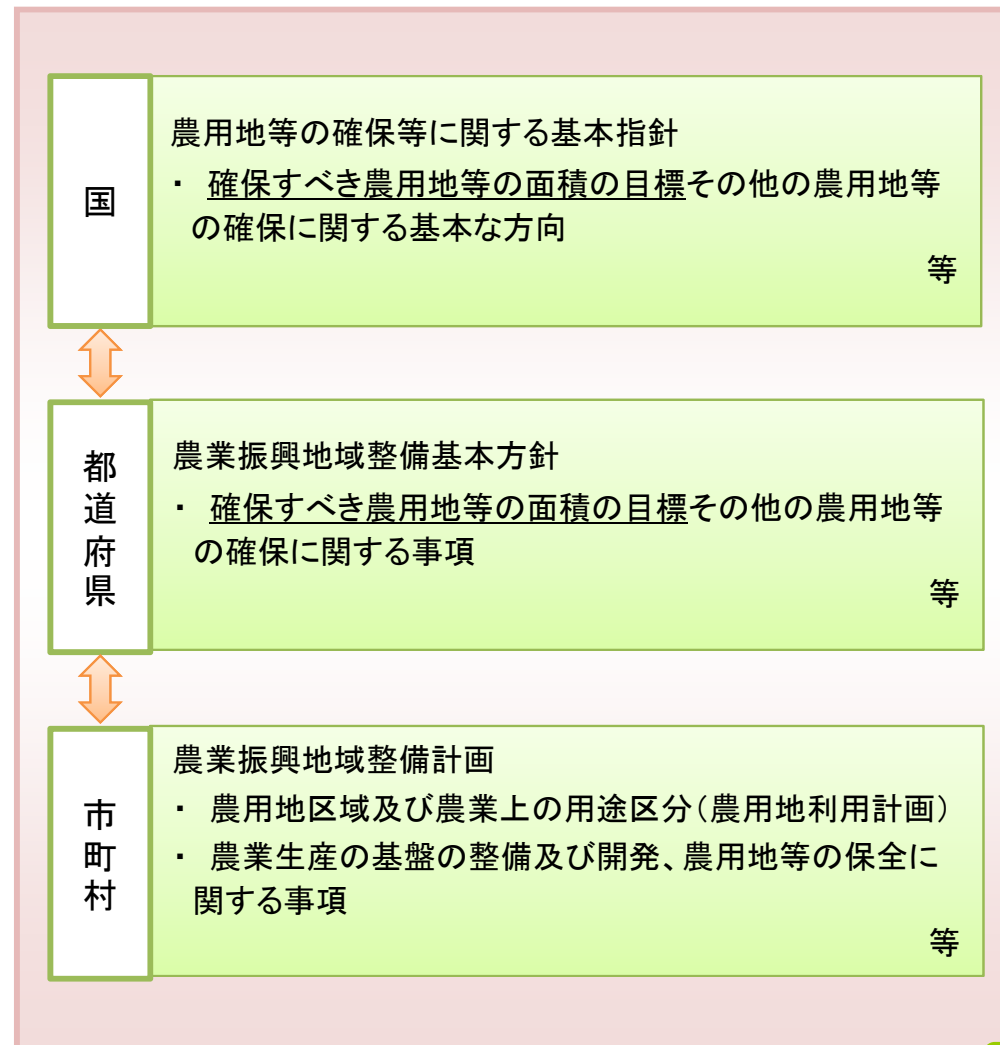 国
農用地等の確保等に関する基本指針
・ 確保すべき農用地等の面積の目標その他の農用地等
の確保に関する基本な方向
等
都道府県
農業振興地域整備基本方針
・ 確保すべき農用地等の面積の目標その他の農用地等
の確保に関する事項
等
市町村
農業振興地域整備計画
・ 農用地区域及び農業上の用途区分（農用地利用計画）
・ 農業生産の基盤の整備及び開発、農用地等の保全に
関する事項
等